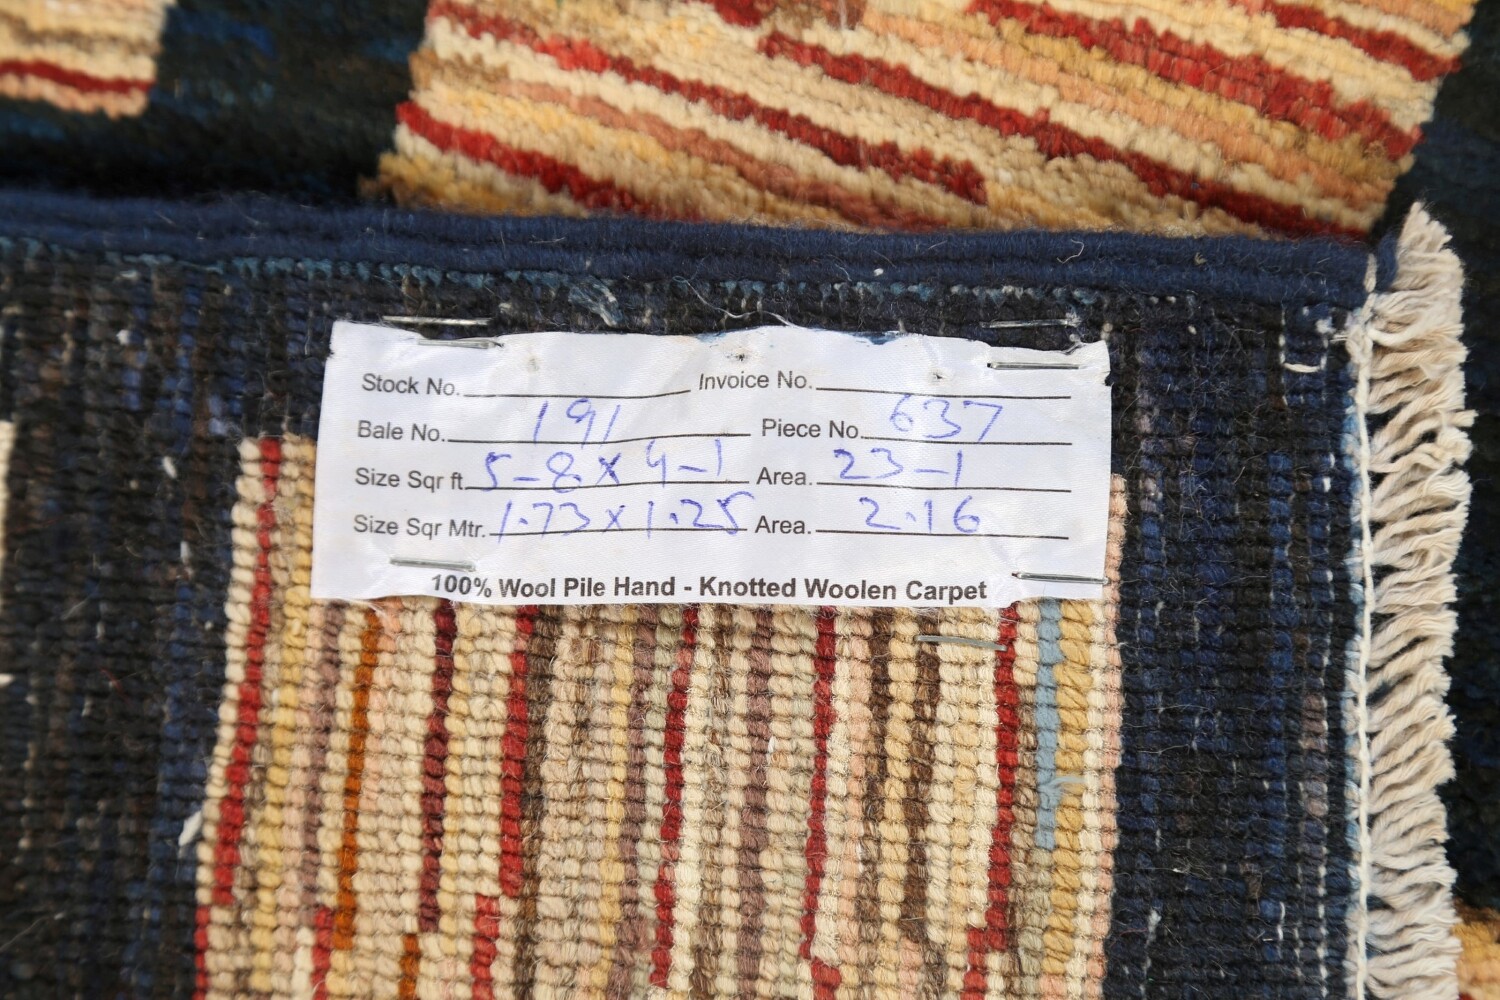 Stock No. Invoice No.
Bale No. 191 Piece No. 637
Size Sqr ft. 5-8 x 4-1 Area. 23-1
Size Sqr Mtr. 1.73 x 1.25 Area. 2.16
100% Wool Pile Hand - Knotted Woolen Carpet